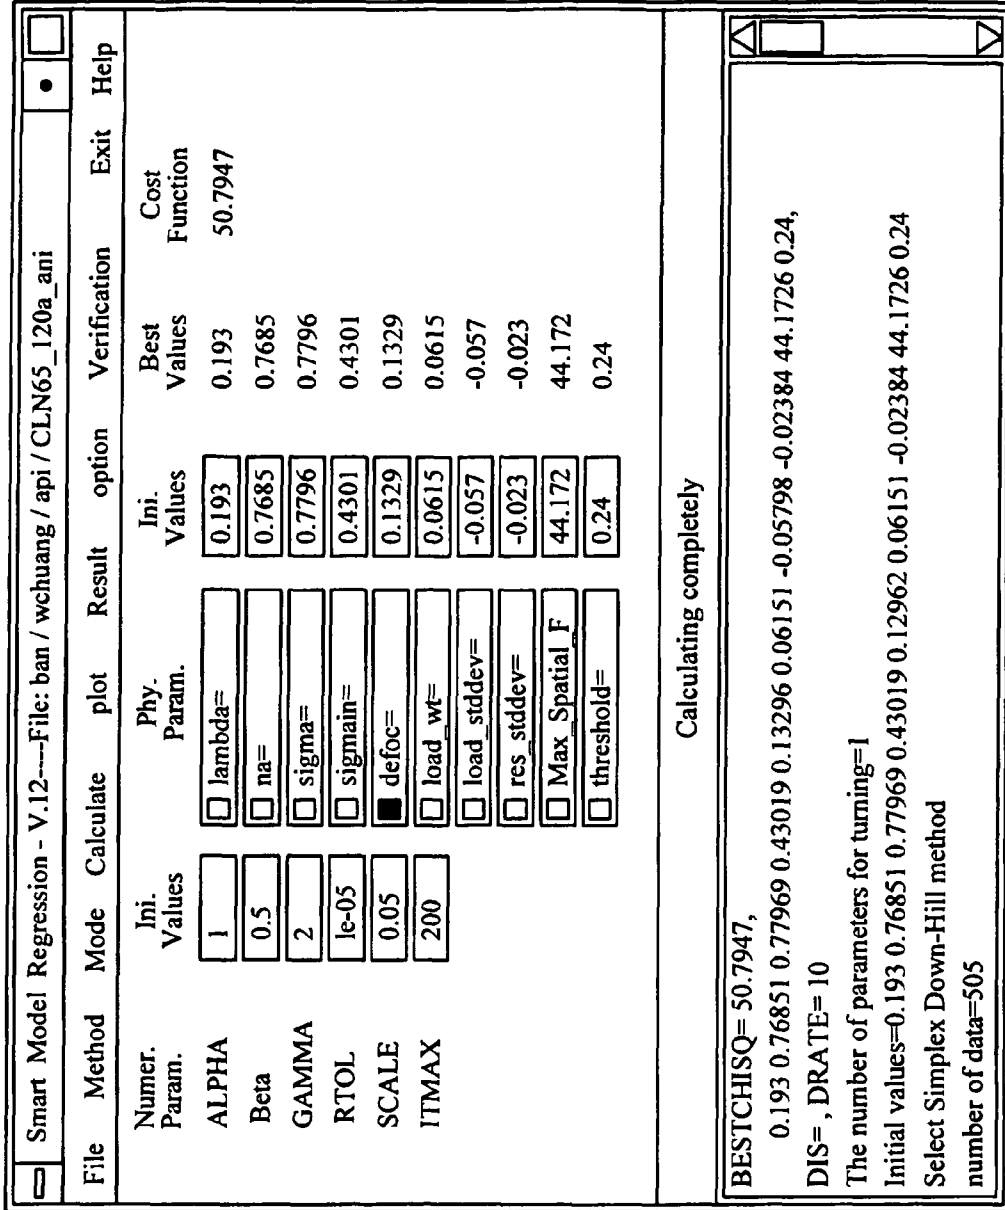 Smart Model Regression - V.12----File: ban / wchuang / api / CLN65_120a_ani
File Method Mode Calculate plot Result option Verification Exit Help
Numer. Param. Ini. Values Phy. Param. Ini. Values Best Values Cost Function
ALPHA 1 lambda= 0.193 0.193 50.7947
Beta 0.5 na= 0.7685 0.7685
GAMMA 2 sigma= 0.7796 0.7796
RTOL 1e-05 sigmain= 0.4301 0.4301
SCALE 0.05 defoc= 0.1329 0.1329
ITMAX 200 load_wt= 0.0615 0.0615
load_stddev= -0.057 -0.057
res_stddev= -0.023 -0.023
Max_Spatial_F 44.172 44.172
threshold= 0.24 0.24
Calculating completely
BESTCHISQ= 50.7947,
0.193 0.76851 0.77969 0.43019 0.13296 0.06151 -0.05798 -0.02384 44.1726 0.24,
DIS= , DRATE= 10
The number of parameters for turning=1
Initial values=0.193 0.76851 0.77969 0.43019 0.12962 0.06151 -0.02384 44.1726 0.24
Select Simplex Down-Hill method
number of data=505